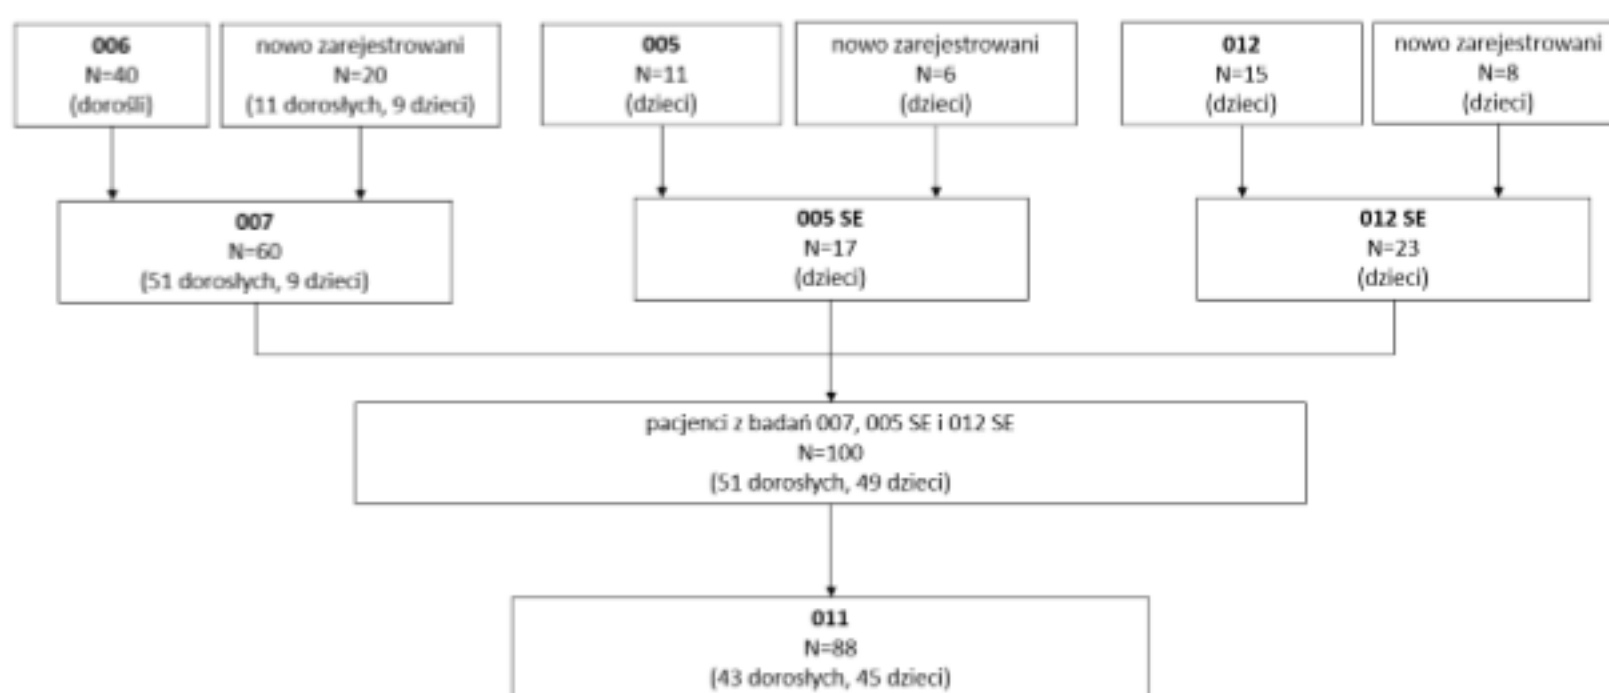 006
N=40
(dorośli)
nowo zarejestrowani
N=20
(11 dorosłych, 9 dzieci)
005
N=11
(dzieci)
nowo zarejestrowani
N=6
(dzieci)
012
N=15
(dzieci)
nowo zarejestrowani
N=8
(dzieci)
007
N=60
(51 dorosłych, 9 dzieci)
005 SE
N=17
(dzieci)
012 SE
N=23
(dzieci)
pacjenci z badań 007, 005 SE i 012 SE
N=100
(51 dorosłych, 49 dzieci)
011
N=88
(43 dorosłych, 45 dzieci)